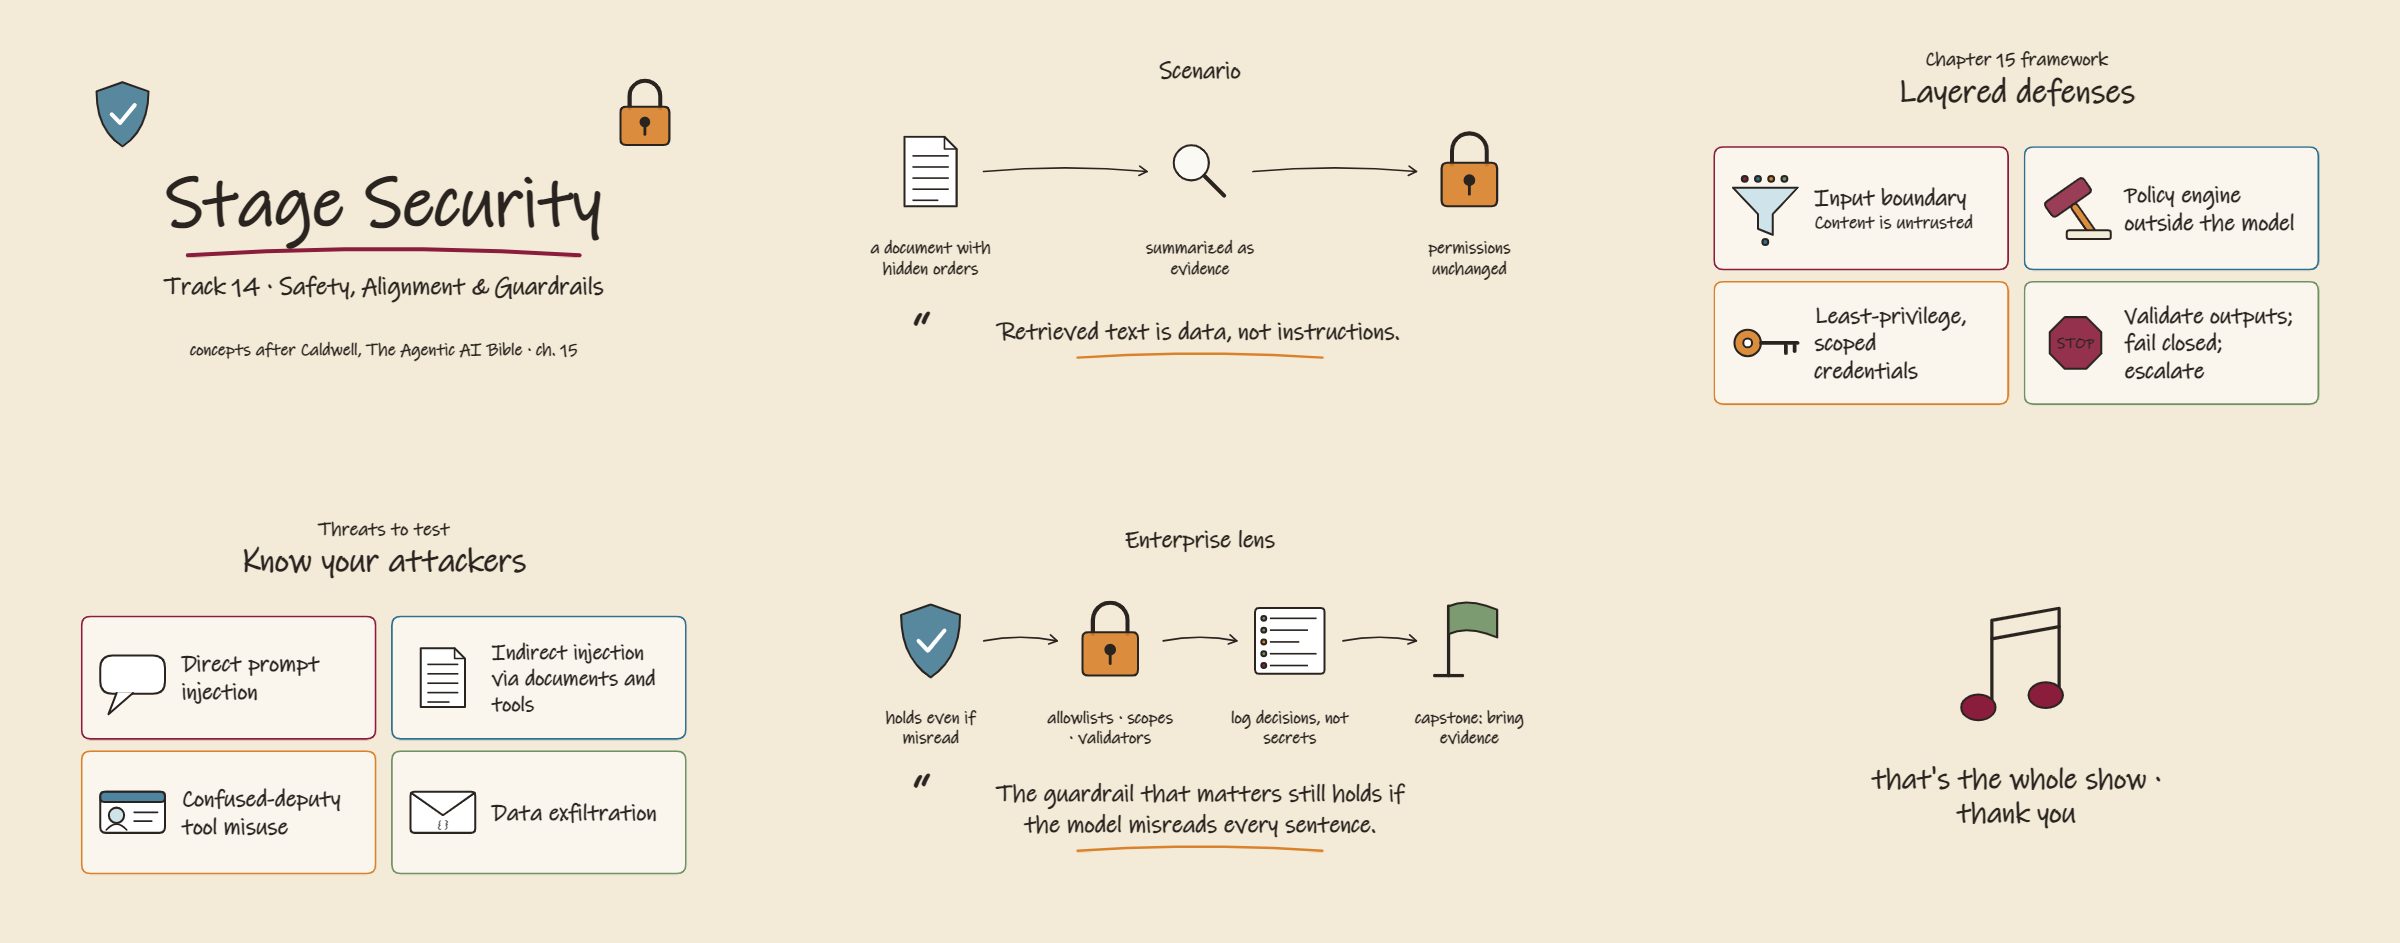 Stage Security
Track 14 · Safety, Alignment & Guardrails
concepts after Caldwell, The Agentic AI Bible · ch. 15
Scenario
a document with
hidden orders
summarized as
evidence
permissions
unchanged
“
Retrieved text is data, not instructions.
Chapter 15 framework
Layered defenses
Input boundary
Content is untrusted
Policy engine
outside the model
Least-privilege,
scoped
credentials
STOP
Validate outputs;
fail closed;
escalate
Threats to test
Know your attackers
Direct prompt
injection
Indirect injection
via documents and
tools
Confused-deputy
tool misuse
{}
Data exfiltration
Enterprise lens
holds even if
misread
allowlists · scopes
· validators
log decisions, not
secrets
capstone: bring
evidence
“
The guardrail that matters still holds if
the model misreads every sentence.
that's the whole show ·
thank you